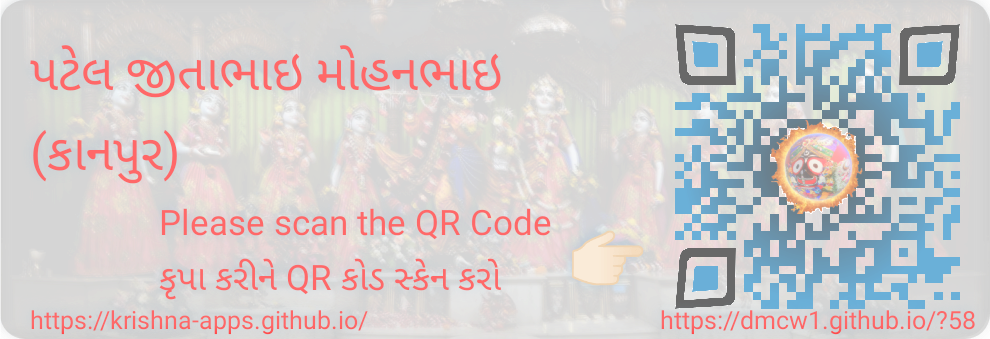 પટેલ જીતાભાઇ મોહનભાઇ
(કાનપુર)
Please scan the QR Code
કૃપા કરીને QR કોડ સ્કેન કરો
https://krishna-apps.github.io/
https://dmcw1.github.io/?58